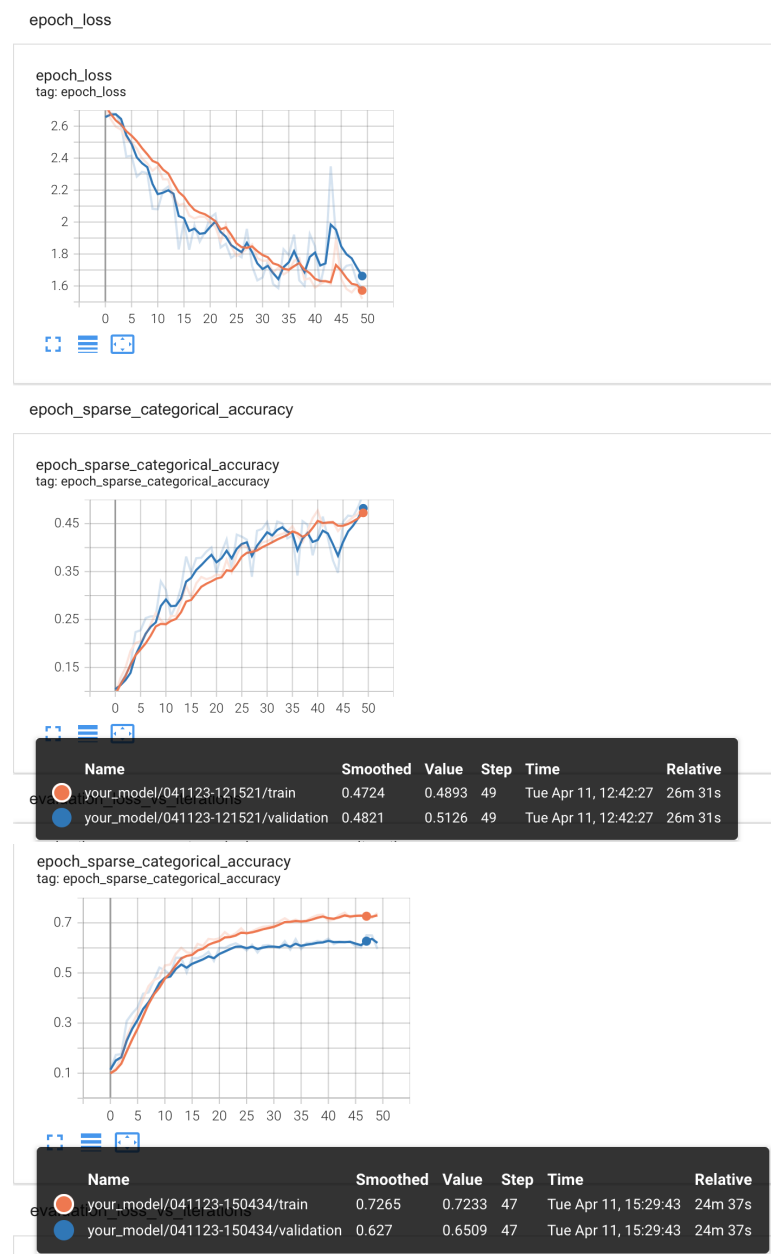 epoch_loss
epoch_loss
tag: epoch_loss
2.6
2.4
2.2
2
1.8
1.6
0 5 10 15 20 25 30 35 40 45 50
epoch_sparse_categorical_accuracy
epoch_sparse_categorical_accuracy
tag: epoch_sparse_categorical_accuracy
0.45
0.35
0.25
0.15
0 5 10 15 20 25 30 35 40 45 50
Name Smoothed Value Step Time Relative
your_model/041123-121521/train 0.4724 0.4893 49 Tue Apr 11, 12:42:27 26m 31s
evaluation_loss_vs_iterations
your_model/041123-121521/validation 0.4821 0.5126 49 Tue Apr 11, 12:42:27 26m 31s
epoch_sparse_categorical_accuracy
tag: epoch_sparse_categorical_accuracy
0.7
0.5
0.3
0.1
0 5 10 15 20 25 30 35 40 45 50
Name Smoothed Value Step Time Relative
your_model/041123-150434/train 0.7265 0.7233 47 Tue Apr 11, 15:29:43 24m 37s
evaluation_loss_vs_iterations
your_model/041123-150434/validation 0.627 0.6509 47 Tue Apr 11, 15:29:43 24m 37s